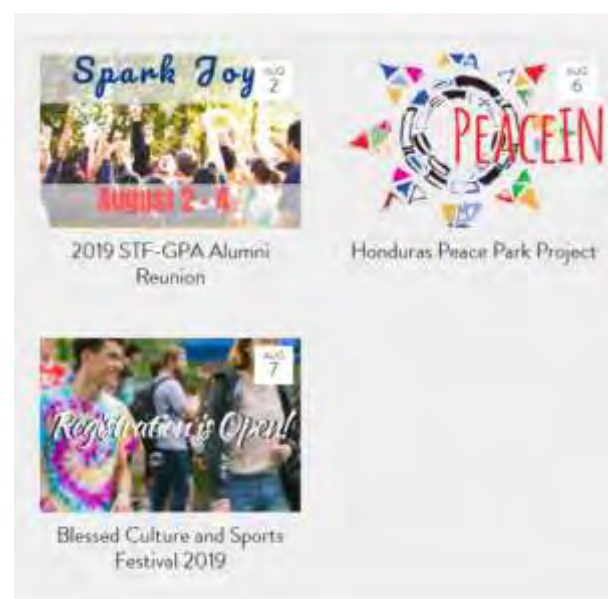 Spark Joy
AUG
2
August 2 - 4
2019 STF-GPA Alumni
Reunion
AUG
6
PEACEIN
Honduras Peace Park Project
AUG
7
Registration is Open!
Blessed Culture and Sports
Festival 2019